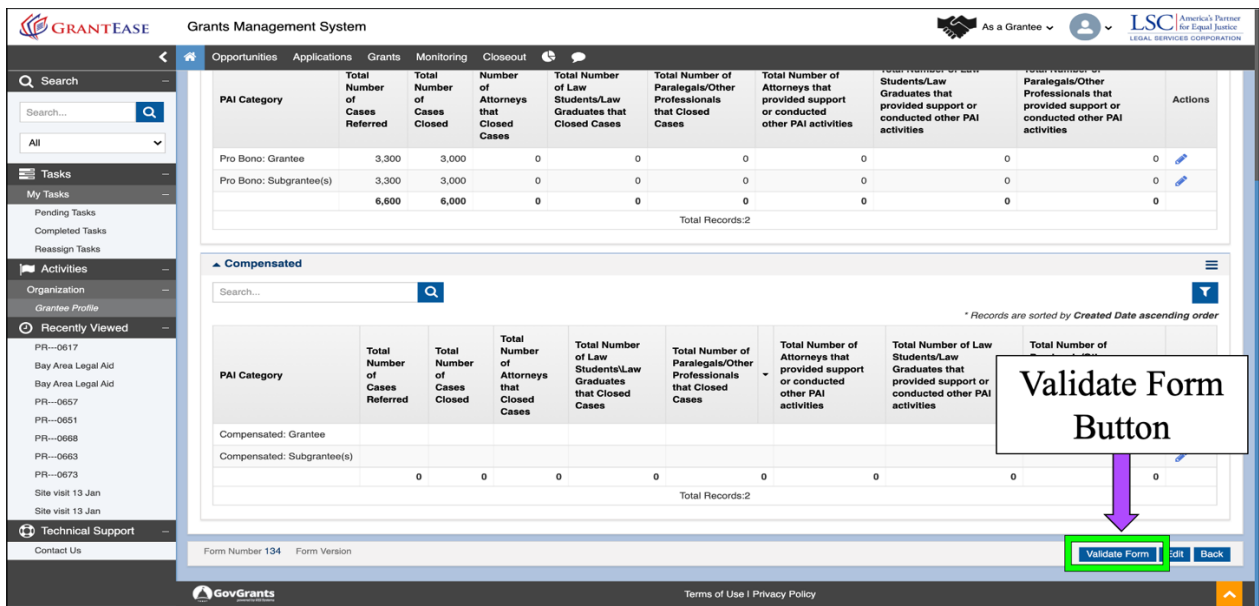 GRANTEASE
Grants Management System
As a Grantee
LSC America's Partner for Equal Justice
LEGAL SERVICES CORPORATION
Opportunities Applications Grants Monitoring Closeout
Search
Search...
All
Tasks
My Tasks
Pending Tasks
Completed Tasks
Reassign Tasks
Activities
Organization
Grantee Profile
Recently Viewed
PR---0617
Bay Area Legal Aid
Bay Area Legal Aid
PR---0657
PR---0651
PR---0668
PR---0663
PR---0673
Site visit 13 Jan
Site visit 13 Jan
Technical Support
Contact Us
PAI Category
Total Number of Cases Referred
Total Number of Cases Closed
Number of Attorneys that Closed Cases
Total Number of Law Students/Law Graduates that Closed Cases
Total Number of Paralegals/Other Professionals that Closed Cases
Total Number of Attorneys that provided support or conducted other PAI activities
Students/Law Graduates that provided support or conducted other PAI activities
Paralegals/Other Professionals that provided support or conducted other PAI activities
Actions
Pro Bono: Grantee 3,300 3,000 0 0 0 0 0 0
Pro Bono: Subgrantee(s) 3,300 3,000 0 0 0 0 0 0
6,600 6,000 0 0 0 0 0 0
Total Records:2
Compensated
Search...
* Records are sorted by Created Date ascending order
PAI Category
Total Number of Cases Referred
Total Number of Cases Closed
Total Number of Attorneys that Closed Cases
Total Number of Law Students\Law Graduates that Closed Cases
Total Number of Paralegals/Other Professionals that Closed Cases
Total Number of Attorneys that provided support or conducted other PAI activities
Total Number of Law Students/Law Graduates that provided support or conducted other PAI activities
Total Number of
Validate Form
Button
Compensated: Grantee
Compensated: Subgrantee(s)
0 0 0 0 0 0 0 0
Total Records:2
Form Number 134 Form Version
Validate Form Edit Back
GovGrants
Terms of Use I Privacy Policy